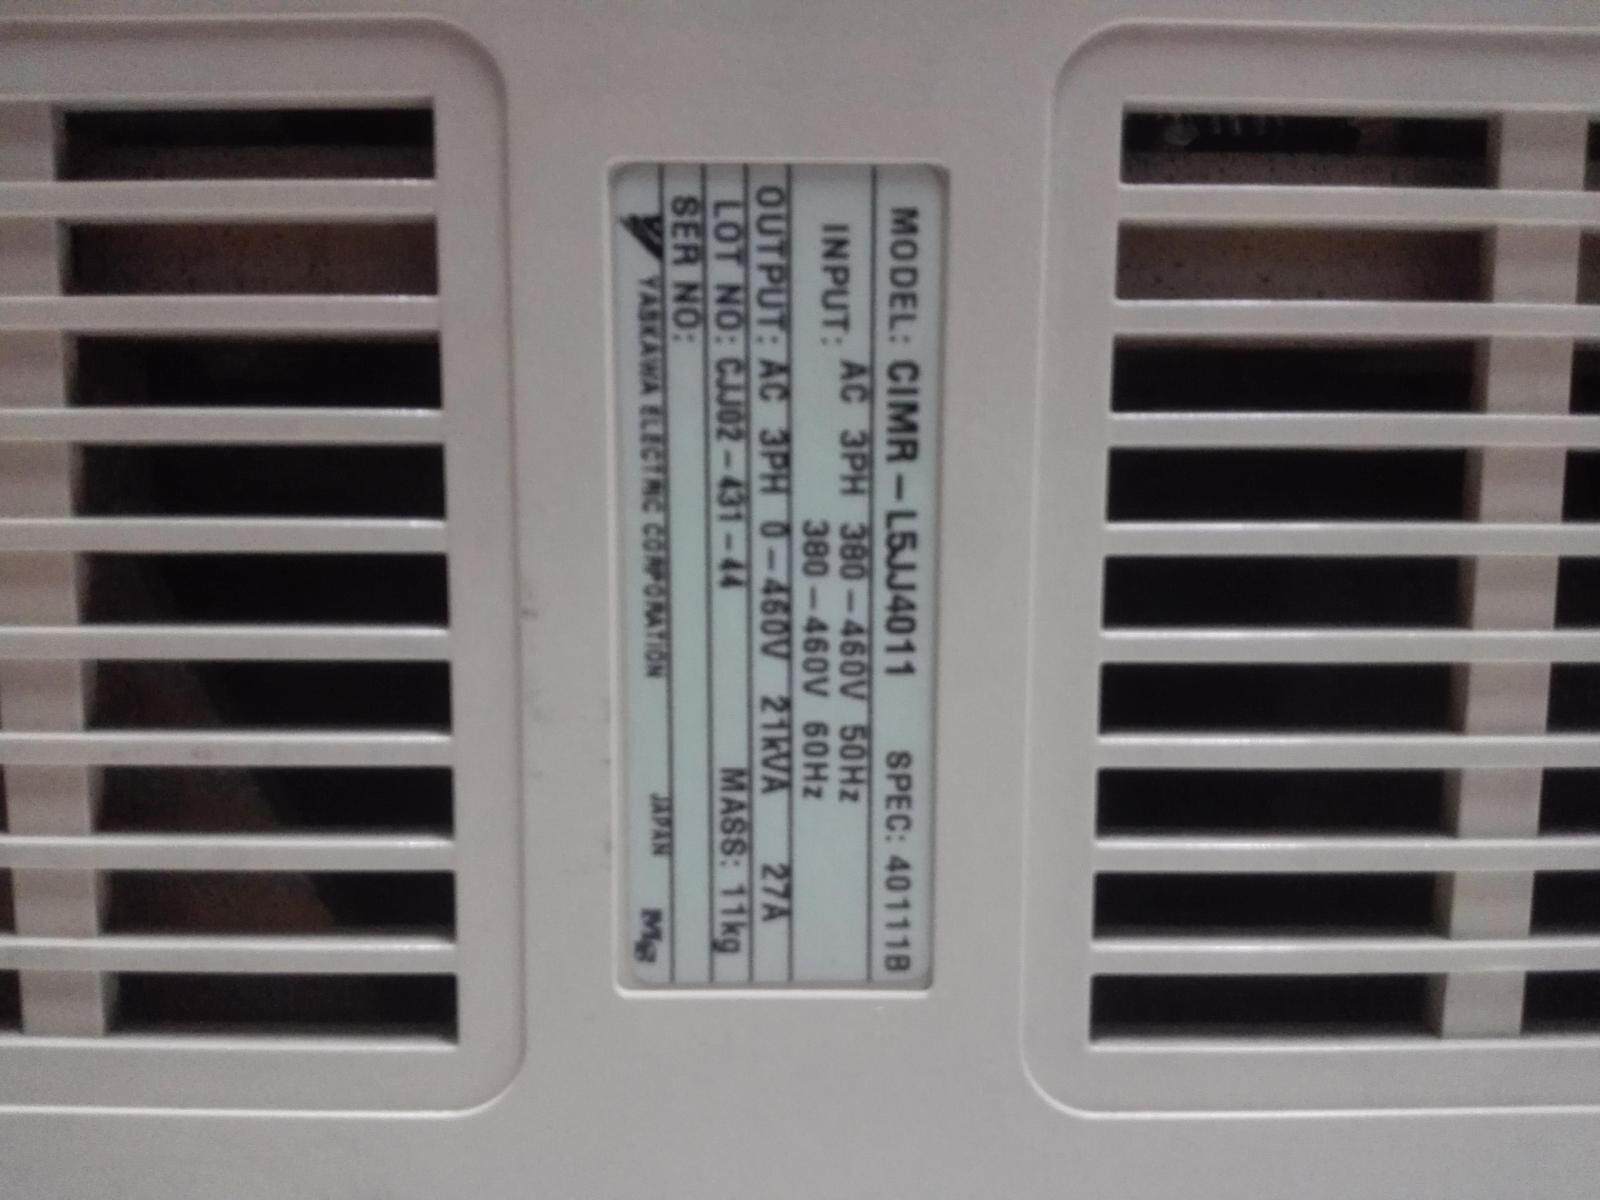 MODEL: CIMR-L5JJ4011 SPEC: 40111B
INPUT: AC 3PH 380-460V 50Hz
380-460V 60Hz
OUTPUT: AC 3PH 0-460V 21kVA 27A
LOT NO: CJJ02-431-44 MASS: 11kg
SER NO:
YASKAWA ELECTRIC CORPORATION JAPAN